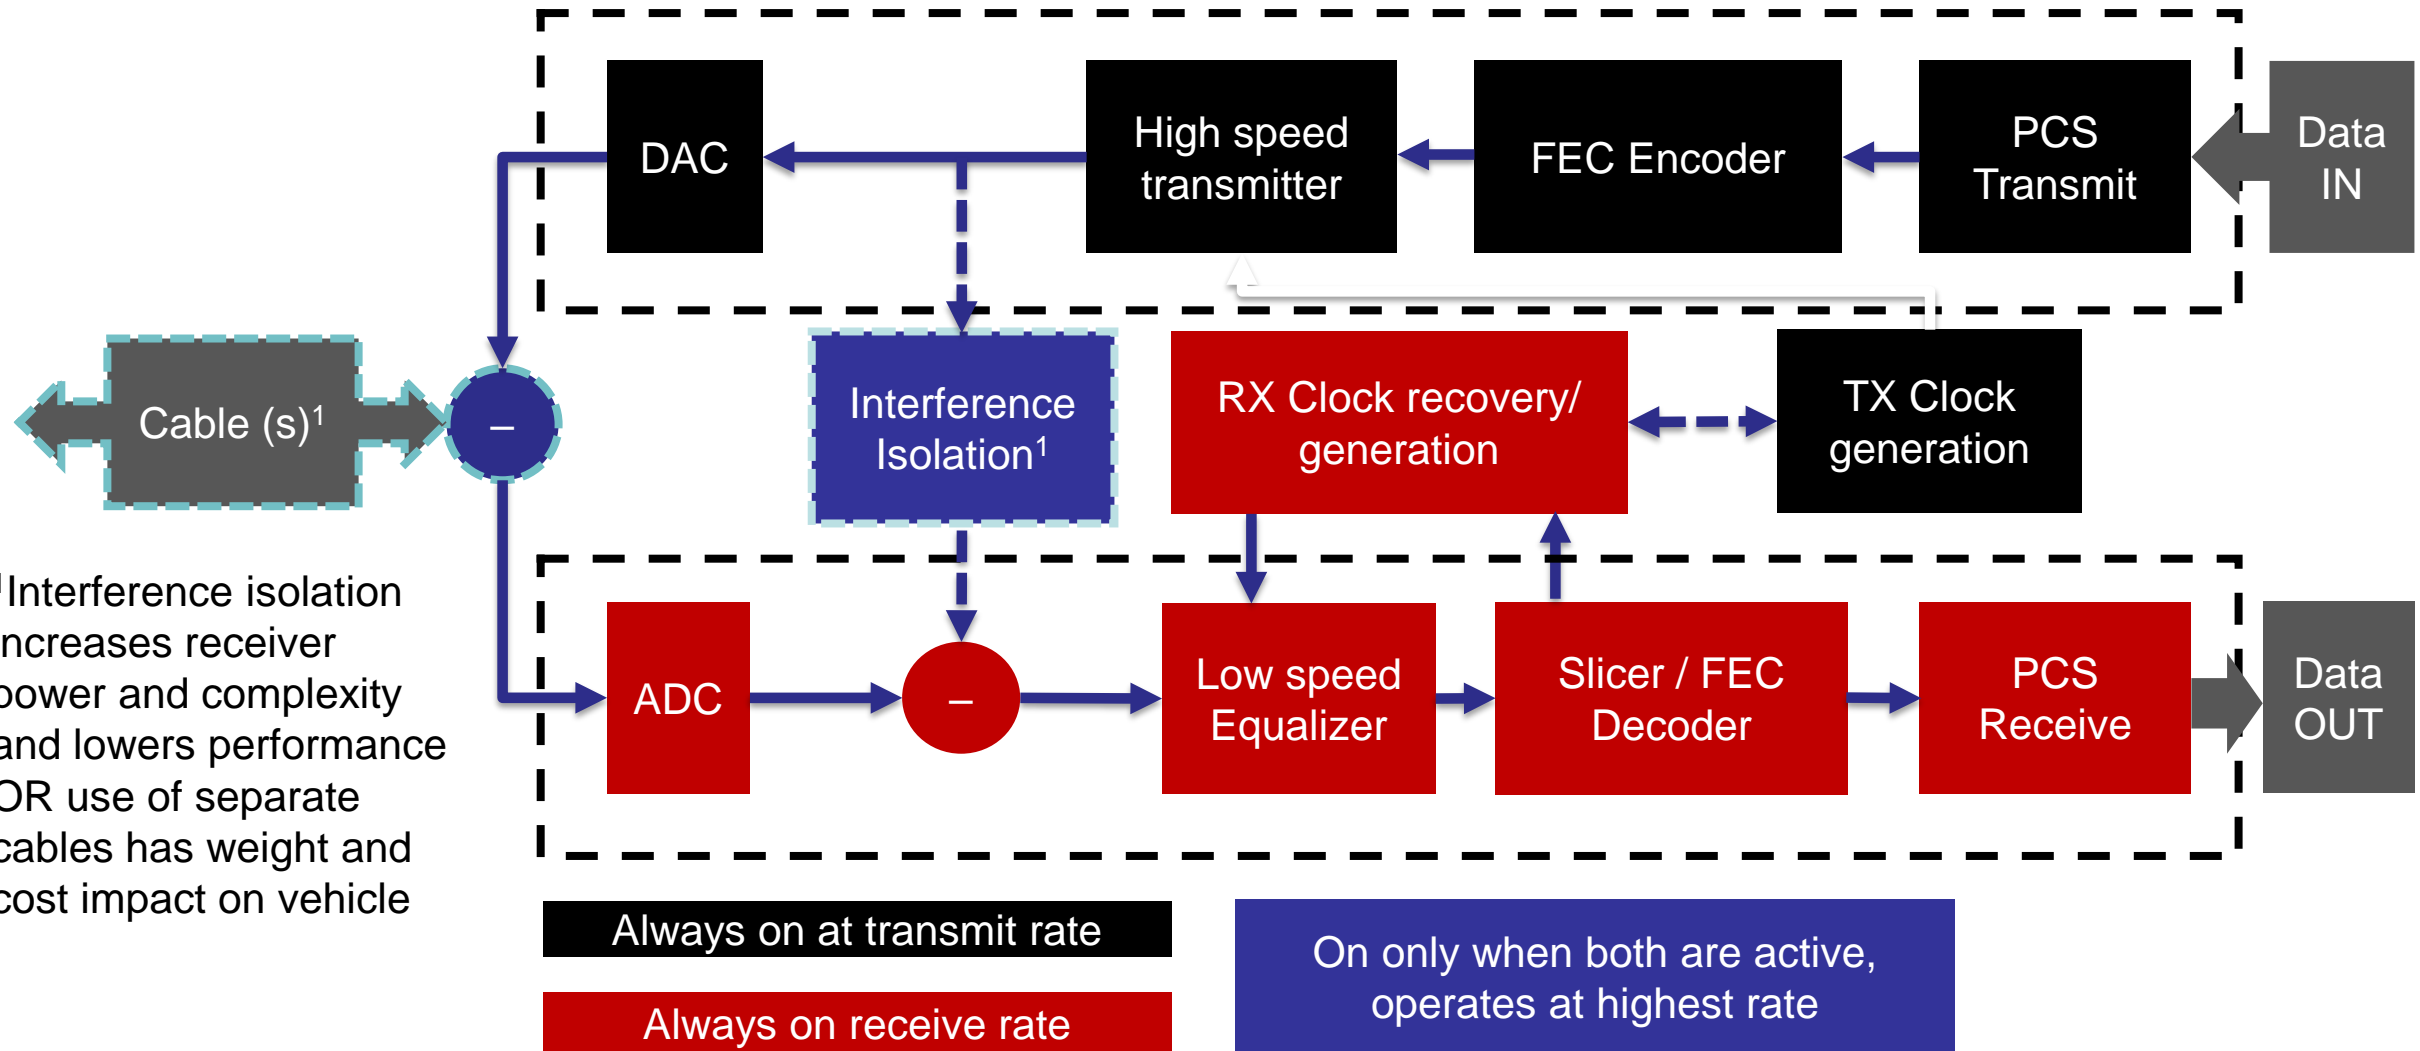 DAC
High speed
transmitter
FEC Encoder
PCS
Transmit
Data
IN
Cable (s)1
–
Interference
Isolation1
RX Clock recovery/
generation
TX Clock
generation
1Interference isolation
increases receiver
power and complexity
and lowers performance
OR use of separate
cables has weight and
cost impact on vehicle
ADC
–
Low speed
Equalizer
Slicer / FEC
Decoder
PCS
Receive
Data
OUT
Always on at transmit rate
Always on receive rate
On only when both are active,
operates at highest rate